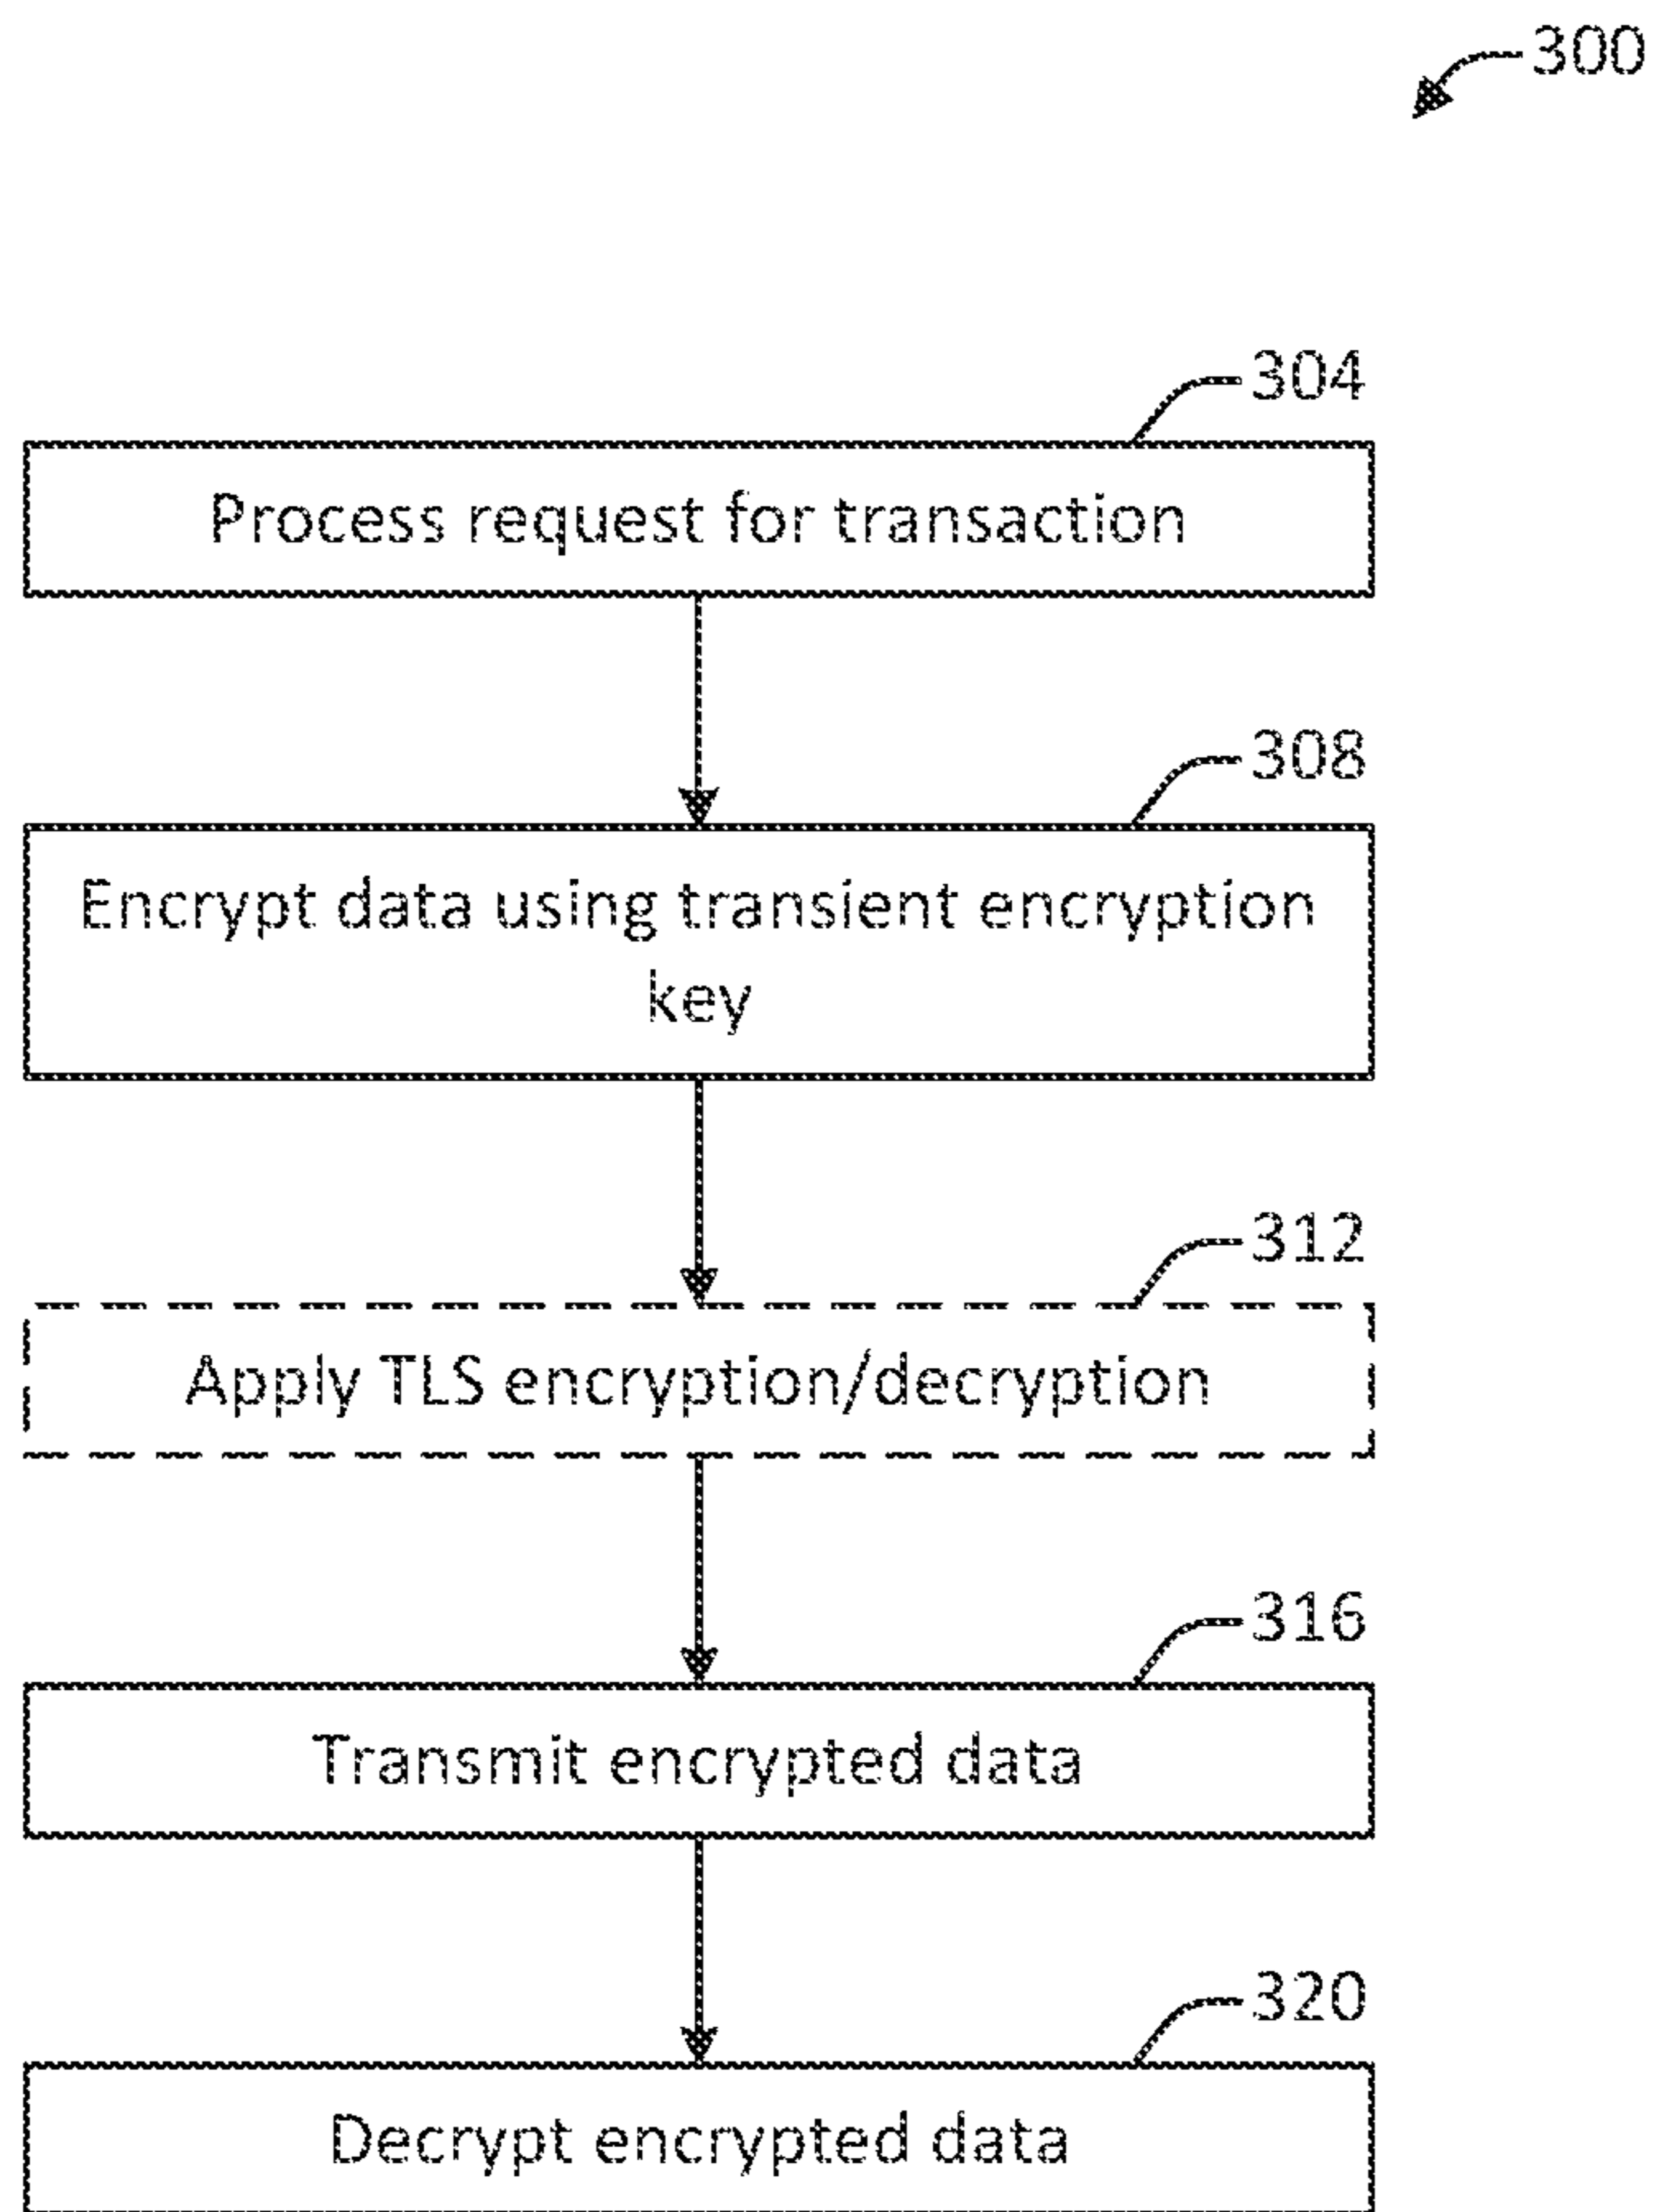 300
304
Process request for transaction
308
Encrypt data using transient encryption
key
312
Apply TLS encryption/decryption
316
Transmit encrypted data
320
Decrypt encrypted data